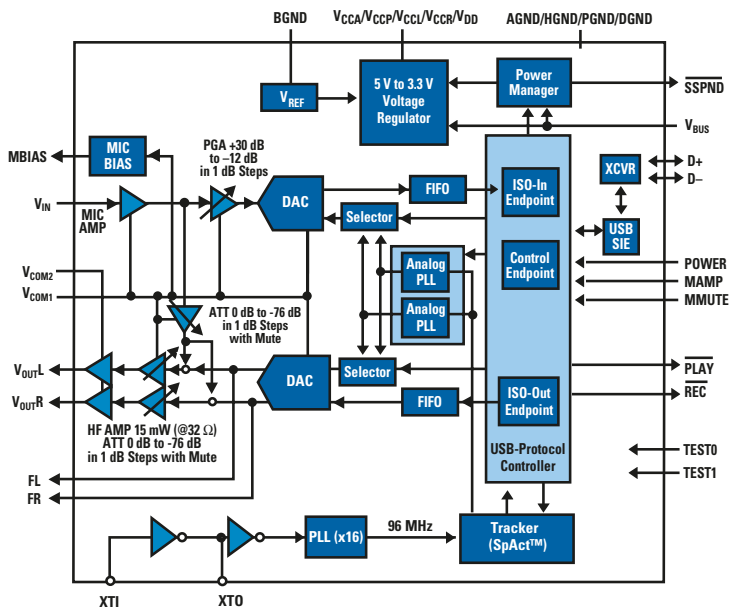 BGND
VCCA/VCCP/VCCL/VCCR/VDD
AGND/HGND/PGND/DGND
VREF
5 V to 3.3 V
Voltage
Regulator
Power
Manager
SSPND
VBUS
MBIAS
MIC
BIAS
PGA +30 dB
to –12 dB
in 1 dB Steps
VIN
MIC
AMP
DAC
FIFO
Selector
ISO-In
Endpoint
XCVR
D+
D–
USB
SIE
VCOM2
VCOM1
Analog
PLL
Analog
PLL
Control
Endpoint
POWER
MAMP
MMUTE
ATT 0 dB to -76 dB
in 1 dB Steps
with Mute
VOUTL
VOUTR
DAC
Selector
FIFO
ISO-Out
Endpoint
PLAY
REC
HF AMP 15 mW (@32 Ω)
ATT 0 dB to -76 dB
in 1 dB Steps with Mute
USB-Protocol
Controller
TEST0
TEST1
FL
FR
PLL (x16)
96 MHz
Tracker
(SpAct™)
XTI
XTO